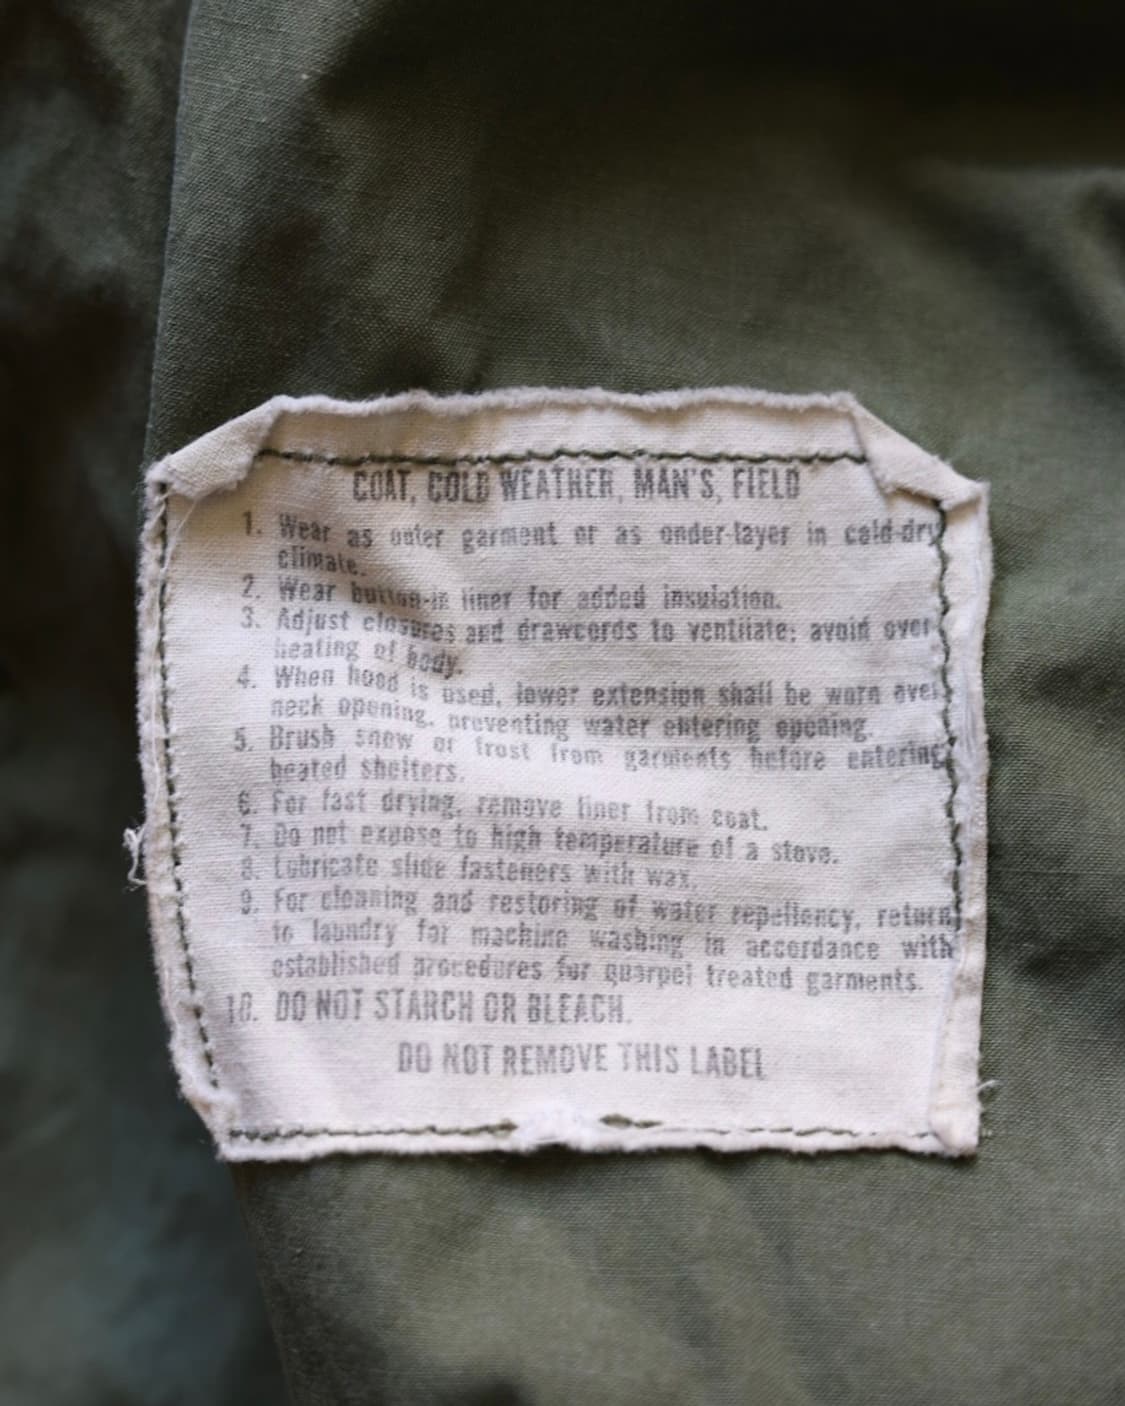 COAT, COLD WEATHER, MAN'S, FIELD
1. Wear as outer garment or as under-layer in cold-dry
climate.
2. Wear button-in liner for added insulation.
3. Adjust closures and drawcords to ventilate; avoid over
heating of body.
4. When hood is used, lower extension shall be worn over
neck opening, preventing water entering opening.
5. Brush snow or frost from garments before entering
heated shelters.
6. For fast drying, remove liner from coat.
7. Do not expose to high temperature of a stove.
8. Lubricate slide fasteners with wax.
9. For cleaning and restoring of water repellency, return
to laundry for machine washing in accordance with
established procedures for quarpel treated garments.
10. DO NOT STARCH OR BLEACH.
DO NOT REMOVE THIS LABEL